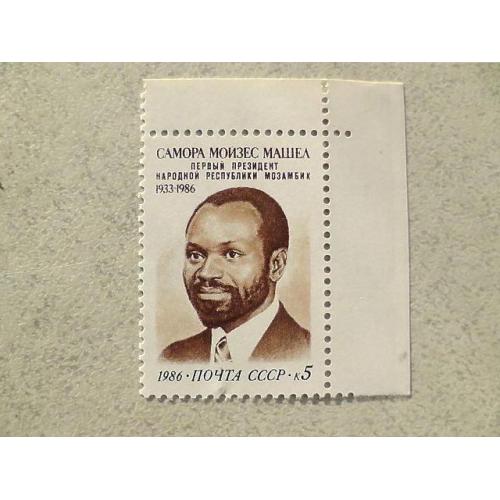 САМОРА МОИЗЕС МАШЕЛ
ПЕРВЫЙ ПРЕЗИДЕНТ
НАРОДНОЙ РЕСПУБЛИКИ МОЗАМБИК
1933-1986
1986 · ПОЧТА СССР · к5